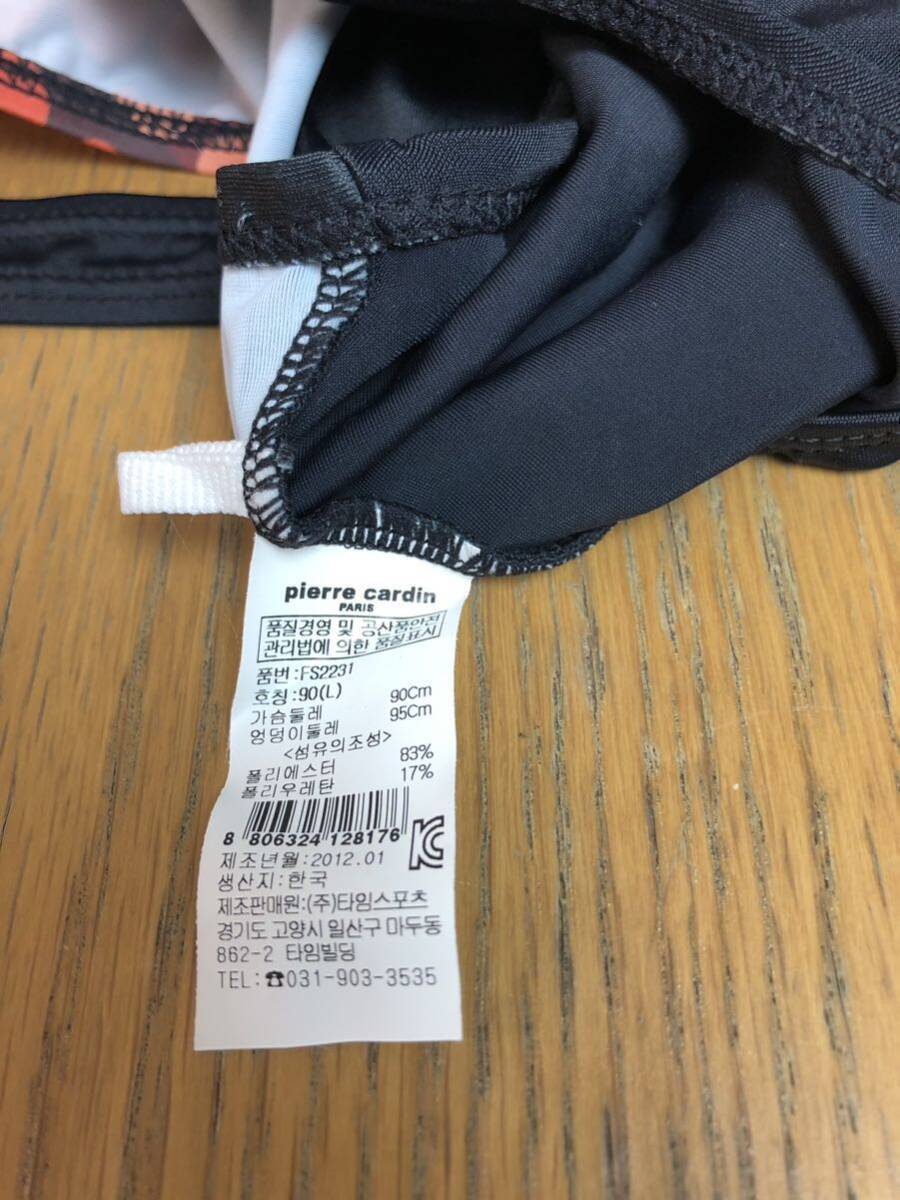 pierre cardin
PARIS
품질경영 및 공산품안전
관리법에 의한 품질표시
품번:FS2231
호칭:90(L)
가슴둘레 90Cm
엉덩이둘레 95Cm
<섬유의조성>
폴리에스터 83%
폴리우레탄 17%
8 806324 128176
제조년월:2012.01
생산지:한국
제조판매원:(주)타임스포츠
경기도 고양시 일산구 마두동
862-2 타임빌딩
TEL:☎031-903-3535